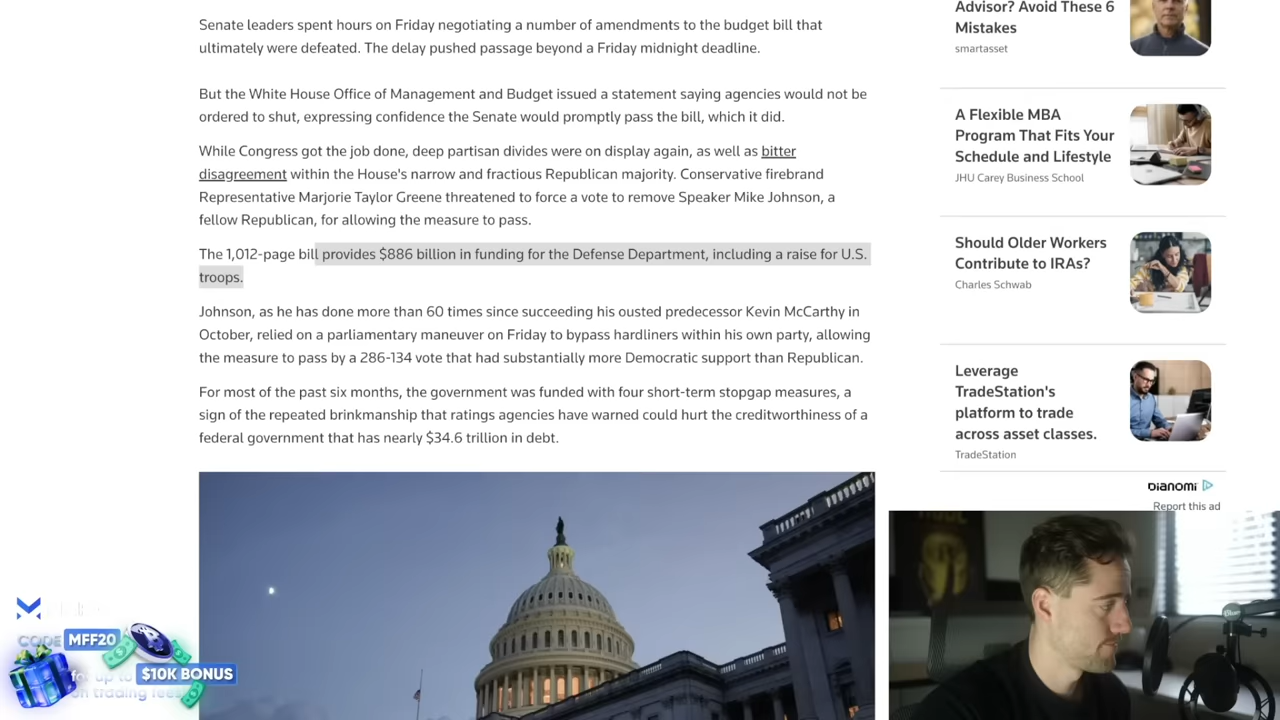 Senate leaders spent hours on Friday negotiating a number of amendments to the budget bill that
ultimately were defeated. The delay pushed passage beyond a Friday midnight deadline.
But the White House Office of Management and Budget issued a statement saying agencies would not be
ordered to shut, expressing confidence the Senate would promptly pass the bill, which it did.
While Congress got the job done, deep partisan divides were on display again, as well as bitter
disagreement within the House's narrow and fractious Republican majority. Conservative firebrand
Representative Marjorie Taylor Greene threatened to force a vote to remove Speaker Mike Johnson, a
fellow Republican, for allowing the measure to pass.
The 1,012-page bill provides $886 billion in funding for the Defense Department, including a raise for U.S.
troops.
Johnson, as he has done more than 60 times since succeeding his ousted predecessor Kevin McCarthy in
October, relied on a parliamentary maneuver on Friday to bypass hardliners within his own party, allowing
the measure to pass by a 286-134 vote that had substantially more Democratic support than Republican.
For most of the past six months, the government was funded with four short-term stopgap measures, a
sign of the repeated brinkmanship that ratings agencies have warned could hurt the creditworthiness of a
federal government that has nearly $34.6 trillion in debt.
Advisor? Avoid These 6
Mistakes
smartasset
A Flexible MBA
Program That Fits Your
Schedule and Lifestyle
JHU Carey Business School
Should Older Workers
Contribute to IRAs?
Charles Schwab
Leverage
TradeStation's
platform to trade
across asset classes.
TradeStation
DIANOMI
Report this ad
CODE MFF20
for up to $10K BONUS
on trading fees